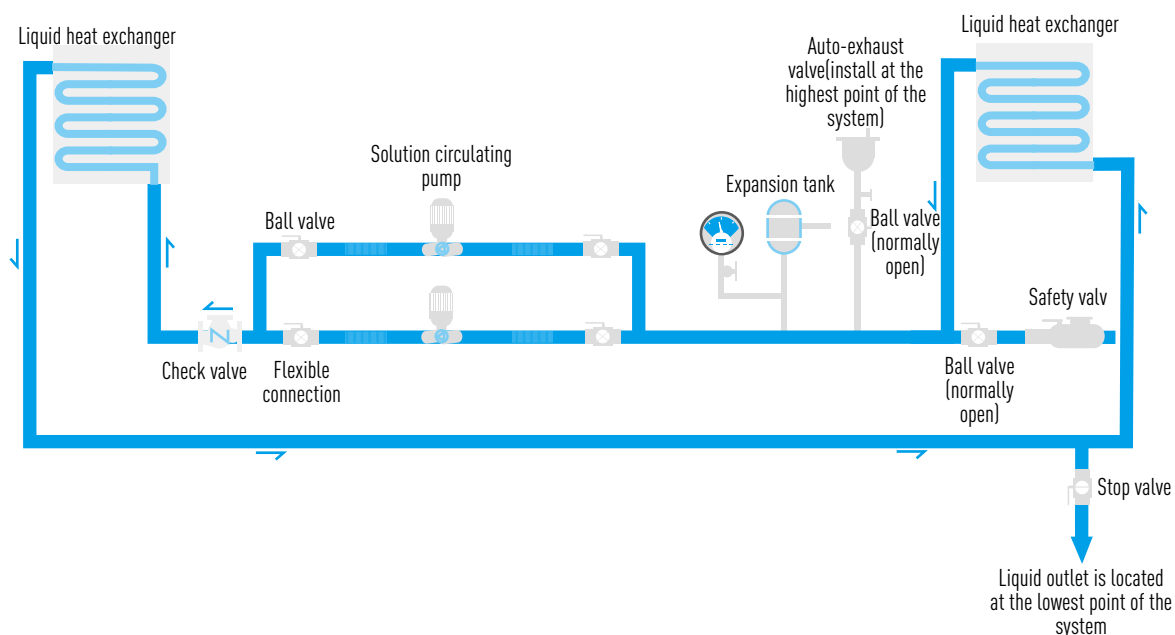 Liquid heat exchanger
Liquid heat exchanger
Auto-exhaust
valve(install at the
highest point of the
system)
Solution circulating
pump
Expansion tank
Ball valve
Ball valve
(normally
open)
Safety valv
Check valve
Flexible
connection
Ball valve
(normally
open)
Stop valve
Liquid outlet is located
at the lowest point of the
system